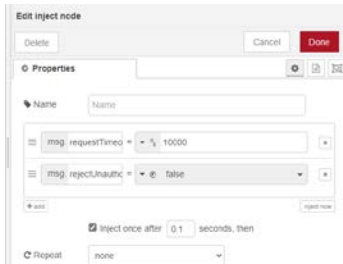 Edit inject node
Delete Cancel Done
Properties
Name Name
msg. requestTimeo = 10000
msg. rejectUnauthc = false
add inject now
Inject once after 0.1 seconds, then
Repeat none